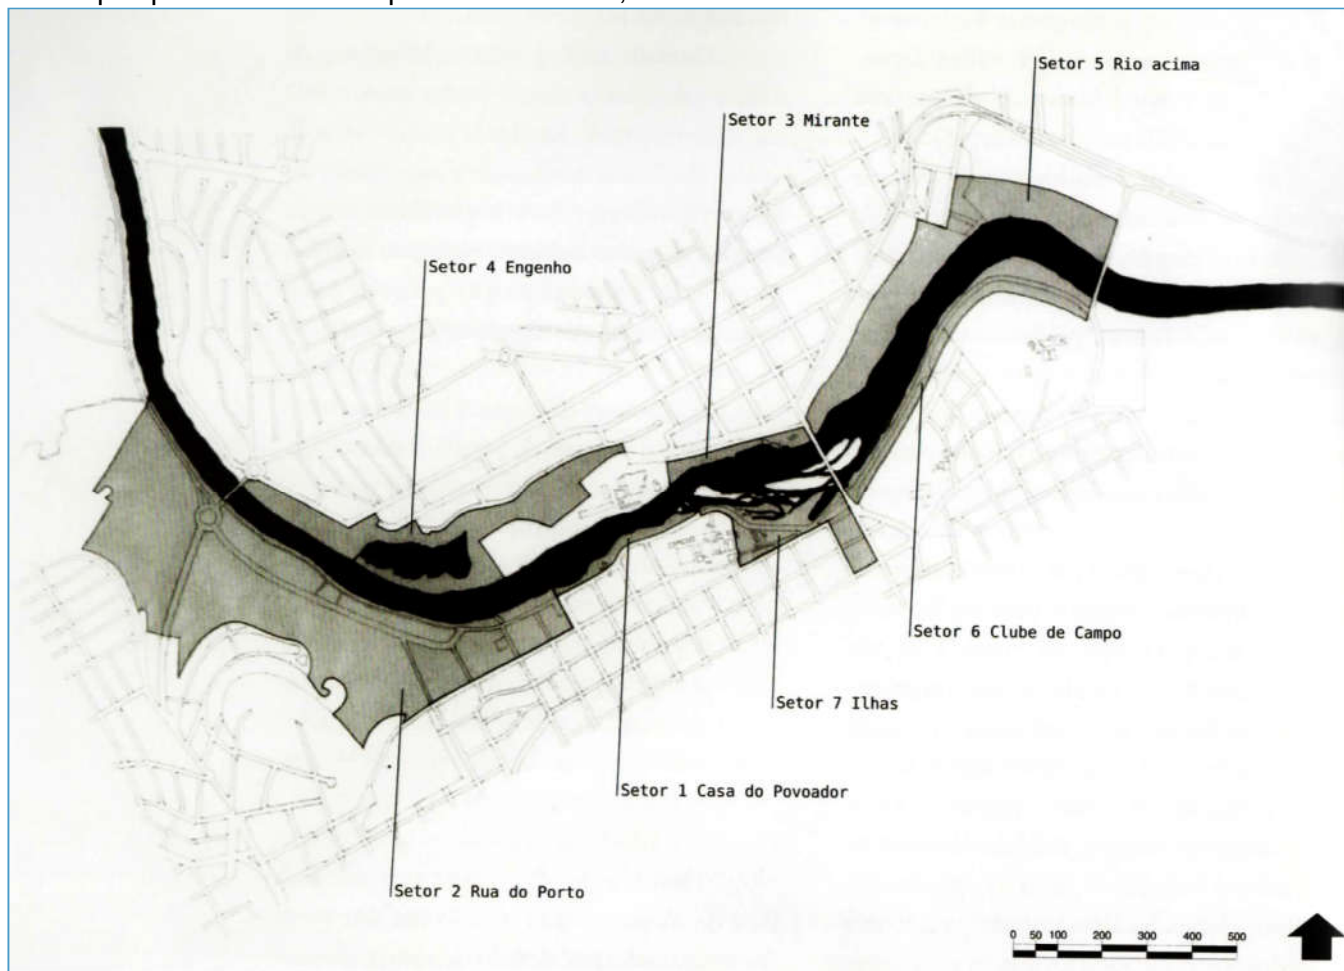 Setor 5 Rio acima
Setor 3 Mirante
Setor 4 Engenho
Setor 6 Clube de Campo
Setor 7 Ilhas
Setor 1 Casa do Povoador
Setor 2 Rua do Porto
0 50 100 200 300 400 500